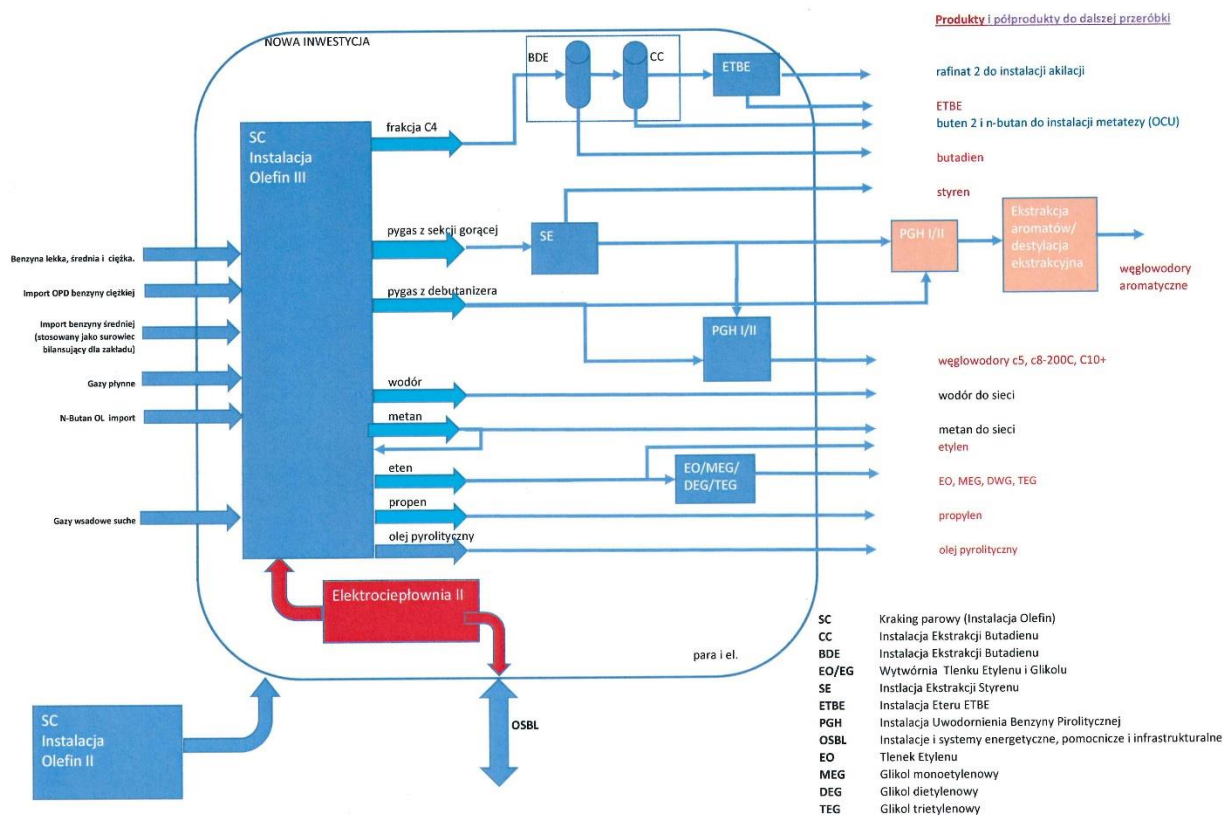 Produkty i półprodukty do dalszej przeróbki
NOWA INWESTYCJA
BDE
CC
ETBE
rafinat 2 do instalacji akilacji
ETBE
buten 2 i n-butan do instalacji metatezy (OCU)
butadien
styren
SC
Instalacja
Olefin III
frakcja C4
pygas z sekcji gorącej
SE
PGH I/II
Ekstrakcja
aromatów/
destylacja
ekstrakcyjna
węglowodory
aromatyczne
pygas z debutanizera
PGH I/II
węglowodory c5, c8-200C, C10+
Benzyna lekka, średnia i ciężka.
Import OPD benzyny ciężkiej
Import benzyny średniej
(stosowany jako surowiec
bilansujący dla zakładu)
Gazy płynne
N-Butan OL import
Gazy wsadowe suche
wodór
wodór do sieci
metan
metan do sieci
etylen
eten
EO/MEG/
DEG/TEG
EO, MEG, DWG, TEG
propen
propylen
olej pyrolityczny
olej pyrolityczny
Elektrociepłownia II
para i el.
SC
Instalacja
Olefin II
OSBL
SC Kraking parowy (Instalacja Olefin)
CC Instalacja Ekstrakcji Butadienu
BDE Instalacja Ekstrakcji Butadienu
EO/EG Wytwórnia Tlenku Etylenu i Glikolu
SE Instlacja Ekstrakcji Styrenu
ETBE Instalacja Eteru ETBE
PGH Instalacja Uwodornienia Benzyny Pirolitycznej
OSBL Instalacje i systemy energetyczne, pomocnicze i infrastrukturalne
EO Tlenek Etylenu
MEG Glikol monoetylenowy
DEG Glikol dietylenowy
TEG Glikol trietylenowy